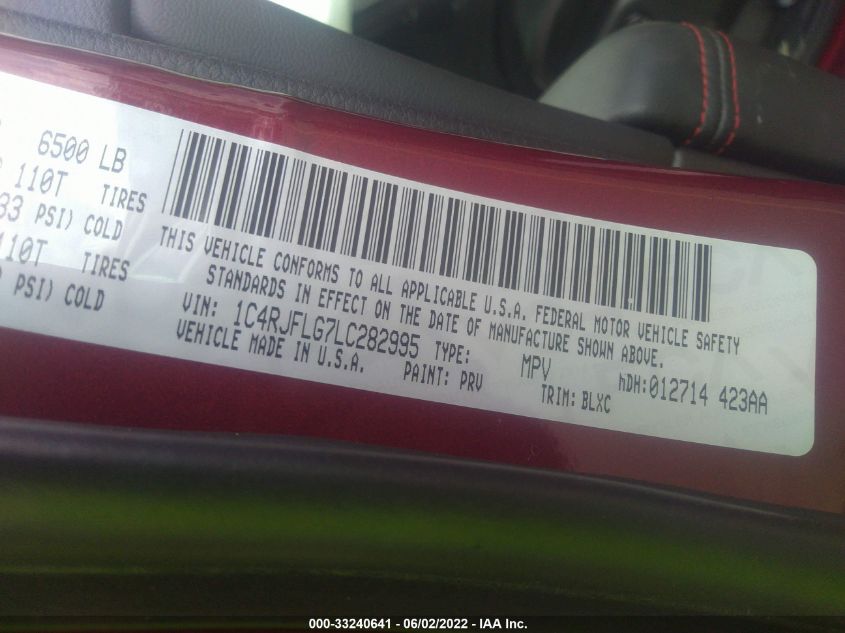 6500 LB
110T TIRES
33 PSI) COLD
110T TIRES
PSI) COLD
THIS VEHICLE CONFORMS TO ALL APPLICABLE U.S.A. FEDERAL MOTOR VEHICLE SAFETY
STANDARDS IN EFFECT ON THE DATE OF MANUFACTURE SHOWN ABOVE.
VIN: 1C4RJFLG7LC282995 TYPE: MPV
VEHICLE MADE IN U.S.A. PAINT: PRV TRIM: BLXC
hDH:012714 423AA
000-33240641 - 06/02/2022 - IAA Inc.